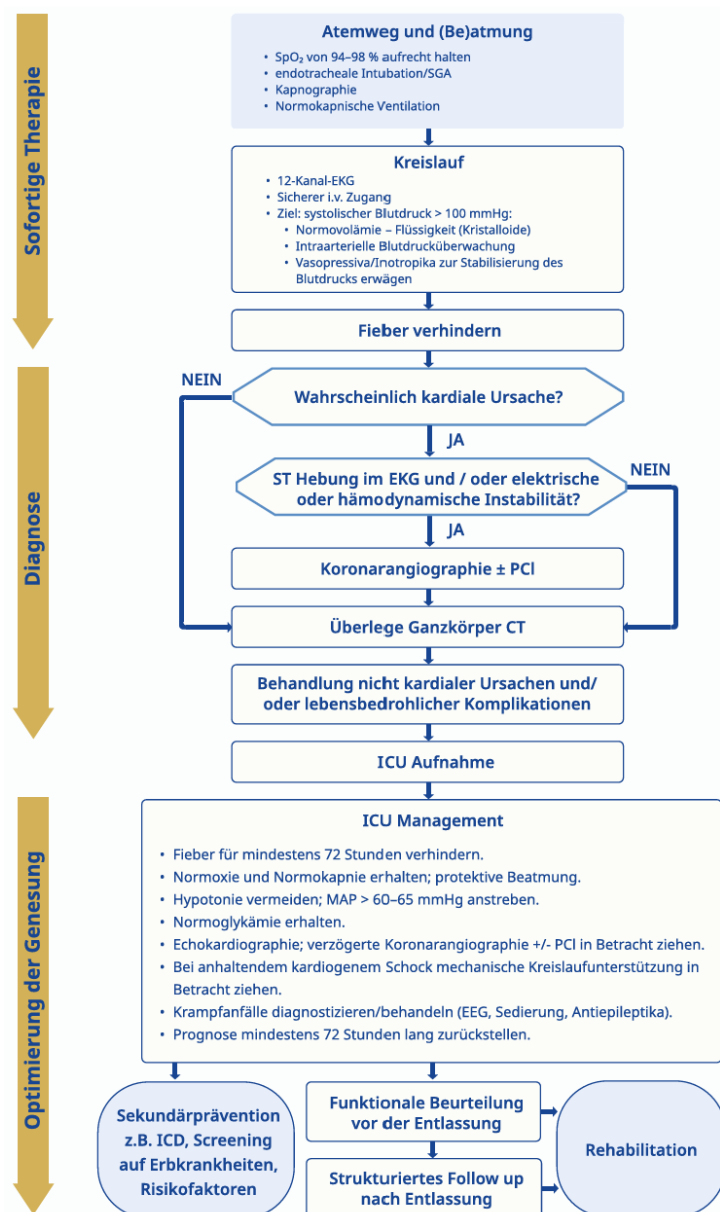 Sofortige Therapie
Atemweg und (Be)atmung
• SpO₂ von 94–98 % aufrecht halten
• endotracheale Intubation/SGA
• Kapnographie
• Normokapnische Ventilation
Kreislauf
• 12-Kanal-EKG
• Sicherer i.v. Zugang
• Ziel: systolischer Blutdruck > 100 mmHg:
• Normovolämie – Flüssigkeit (Kristalloide)
• Intraarterielle Blutdrucküberwachung
• Vasopressiva/Inotropika zur Stabilisierung des
Blutdrucks erwägen
Fieber verhindern
Diagnose
NEIN
Wahrscheinlich kardiale Ursache?
JA
ST Hebung im EKG und / oder elektrische
oder hämodynamische Instabilität?
NEIN
JA
Koronarangiographie ± PCI
Überlege Ganzkörper CT
Behandlung nicht kardialer Ursachen und/
oder lebensbedrohlicher Komplikationen
ICU Aufnahme
Optimierung der Genesung
ICU Management
• Fieber für mindestens 72 Stunden verhindern.
• Normoxie und Normokapnie erhalten; protektive Beatmung.
• Hypotonie vermeiden; MAP > 60–65 mmHg anstreben.
• Normoglykämie erhalten.
• Echokardiographie; verzögerte Koronarangiographie +/- PCI in Betracht ziehen.
• Bei anhaltendem kardiogenem Schock mechanische Kreislaufunterstützung in
Betracht ziehen.
• Krampfanfälle diagnostizieren/behandeln (EEG, Sedierung, Antiepileptika).
• Prognose mindestens 72 Stunden lang zurückstellen.
Sekundärprävention
z.B. ICD, Screening
auf Erbkrankheiten,
Risikofaktoren
Funktionale Beurteilung
vor der Entlassung
Strukturiertes Follow up
nach Entlassung
Rehabilitation